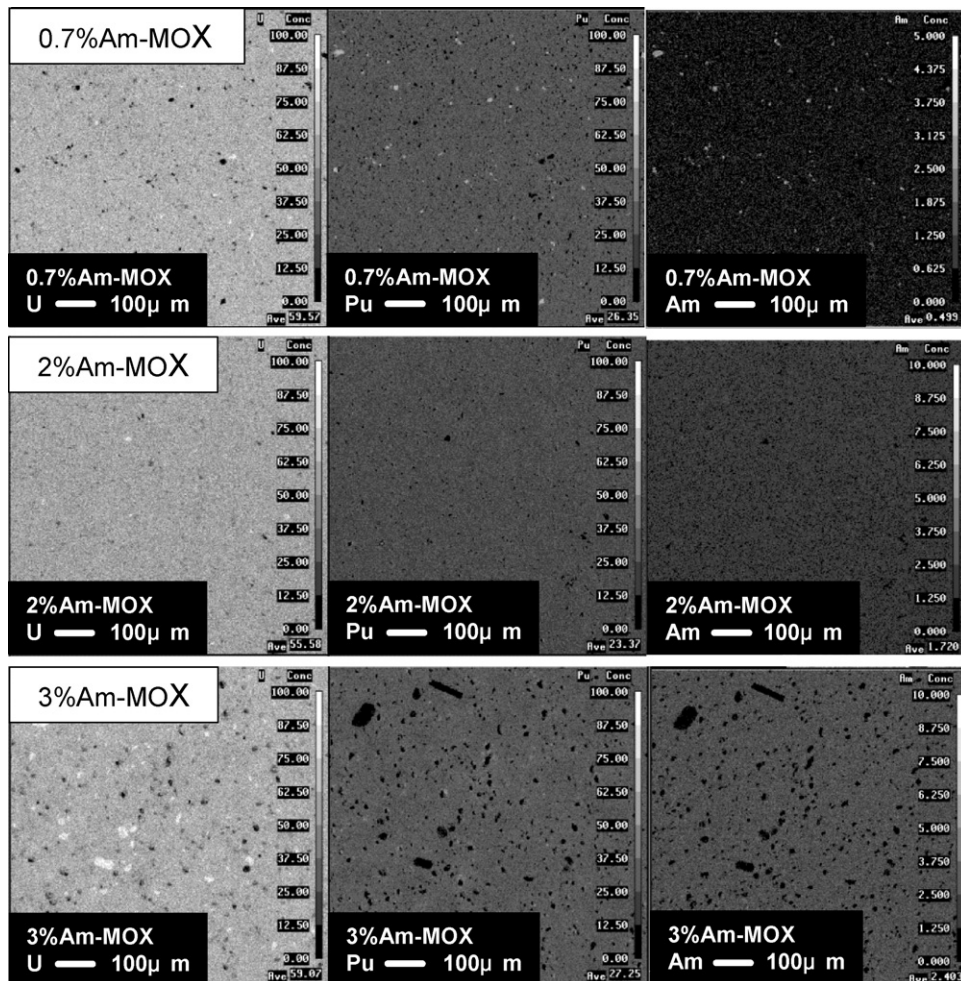 0.7%Am-MOX
U Conc
100.00
87.50
75.00
62.50
50.00
37.50
25.00
12.50
0.00
Ave 59.57
0.7%Am-MOX
U 100μ m
Pu Conc
100.00
87.50
75.00
62.50
50.00
37.50
25.00
12.50
0.00
Ave 26.35
0.7%Am-MOX
Pu 100μ m
Am Conc
5.000
4.375
3.750
3.125
2.500
1.875
1.250
0.625
0.000
Ave 0.499
0.7%Am-MOX
Am 100μ m
2%Am-MOX
U Conc
100.00
87.50
75.00
62.50
50.00
37.50
25.00
12.50
0.00
Ave 55.58
2%Am-MOX
U 100μ m
Pu Conc
100.00
87.50
75.00
62.50
50.00
37.50
25.00
12.50
0.00
Ave 23.37
2%Am-MOX
Pu 100μ m
Am Conc
10.000
8.750
7.500
6.250
5.000
3.750
2.500
1.250
0.000
Ave 1.720
2%Am-MOX
Am 100μ m
3%Am-MOX
U Conc
100.00
87.50
75.00
62.50
50.00
37.50
25.00
12.50
0.00
Ave 59.07
3%Am-MOX
U 100μ m
Pu Conc
100.00
87.50
75.00
62.50
50.00
37.50
25.00
12.50
0.00
Ave 27.25
3%Am-MOX
Pu 100μ m
Am Conc
10.000
8.750
7.500
6.250
5.000
3.750
2.500
1.250
0.000
Ave 2.403
3%Am-MOX
Am 100μ m